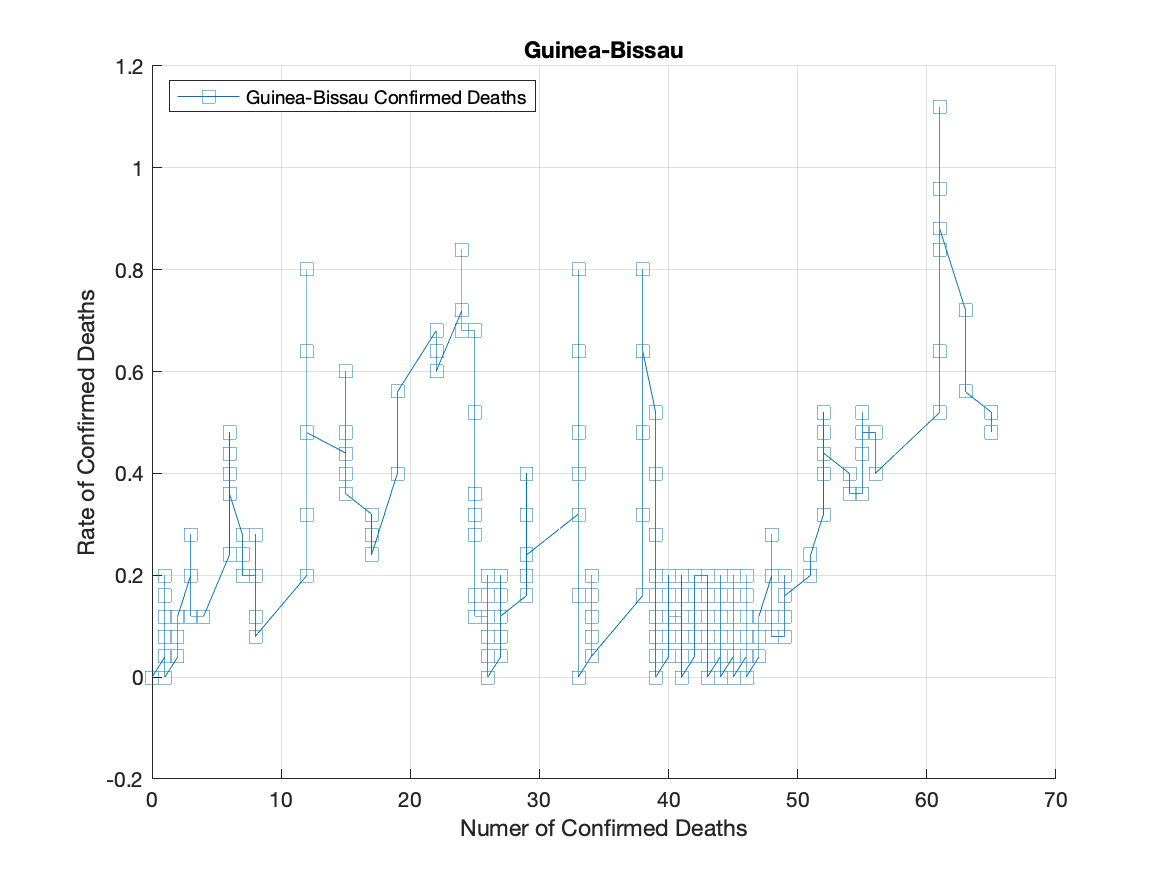 Guinea-Bissau
Guinea-Bissau Confirmed Deaths
1.2
1
0.8
0.6
0.4
0.2
0
-0.2
Rate of Confirmed Deaths
0 10 20 30 40 50 60 70
Numer of Confirmed Deaths